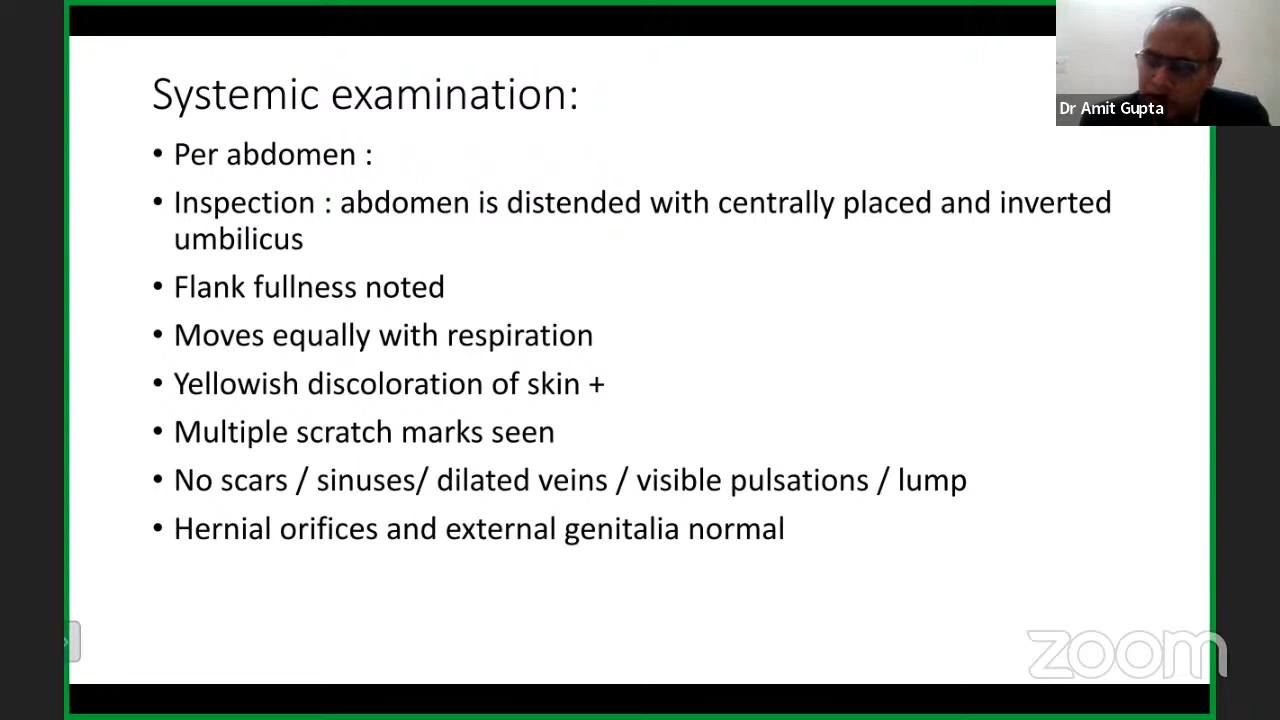 Systemic examination:
Dr Amit Gupta
• Per abdomen :
• Inspection : abdomen is distended with centrally placed and inverted
umbilicus
• Flank fullness noted
• Moves equally with respiration
• Yellowish discoloration of skin +
• Multiple scratch marks seen
• No scars / sinuses/ dilated veins / visible pulsations / lump
• Hernial orifices and external genitalia normal
zoom